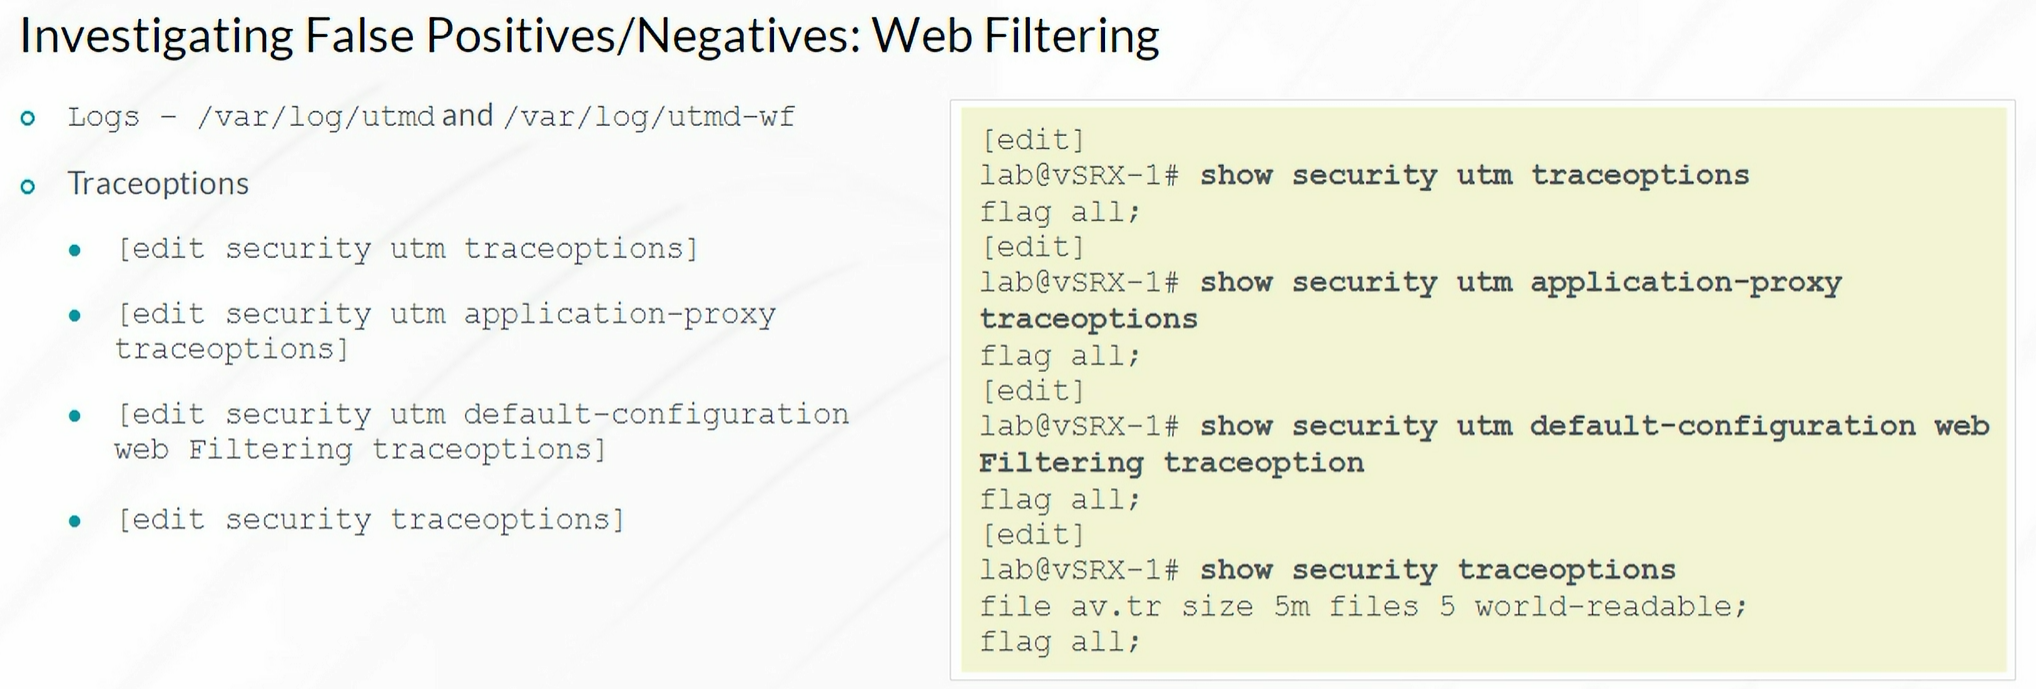 Investigating False Positives/Negatives: Web Filtering
Logs - /var/log/utmd and /var/log/utmd-wf
Traceoptions
[edit security utm traceoptions]
[edit security utm application-proxy
traceoptions]
[edit security utm default-configuration
web Filtering traceoptions]
[edit security traceoptions]
[edit]
lab@vSRX-1# show security utm traceoptions
flag all;
[edit]
lab@vSRX-1# show security utm application-proxy
traceoptions
flag all;
[edit]
lab@vSRX-1# show security utm default-configuration web
Filtering traceoption
flag all;
[edit]
lab@vSRX-1# show security traceoptions
file av.tr size 5m files 5 world-readable;
flag all;